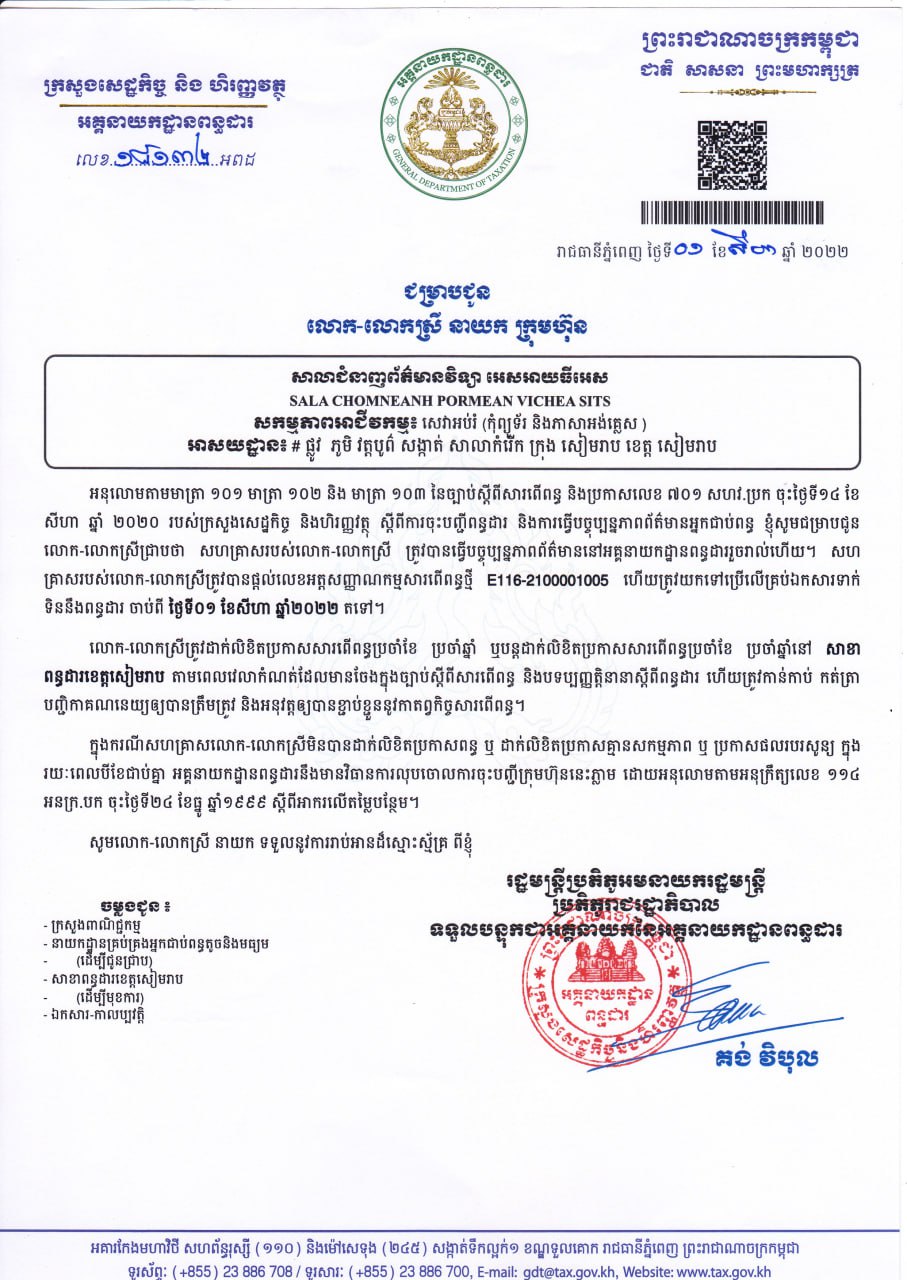 ព្រះរាជាណាចក្រកម្ពុជា
ជាតិ សាសនា ព្រះមហាក្សត្រ
ក្រសួងសេដ្ឋកិច្ច និង ហិរញ្ញវត្ថុ
អគ្គនាយកដ្ឋានពន្ធដារ
លេខ.១៨១៣២.អពដ
អគ្គនាយកដ្ឋានពន្ធដារ
GENERAL DEPARTMENT OF TAXATION
រាជធានីភ្នំពេញ ថ្ងៃទី០១ ខែសីហា ឆ្នាំ ២០២២
ជម្រាបជូន
លោក-លោកស្រី នាយក ក្រុមហ៊ុន
សាលាជំនាញព័ត៌មានវិទ្យា អេសអាយធីអេស
SALA CHOMNEANH PORMEAN VICHEA SITS
សកម្មភាពអាជីវកម្ម៖ សេវាអប់រំ (កុំព្យូទ័រ និងភាសាអង់គ្លេស )
អាសយដ្ឋាន៖ # ផ្លូវ ភូមិ វត្តបូព៌ សង្កាត់ សាលាកំរើក ក្រុង សៀមរាប ខេត្ត សៀមរាប
អនុលោមតាមមាត្រា ១០១ មាត្រា ១០២ និង មាត្រា ១០៣ នៃច្បាប់ស្តីពីសារពើពន្ធ និងប្រកាសលេខ ៧០១ សហវ.ប្រក ចុះថ្ងៃទី១៤ ខែ
សីហា ឆ្នាំ ២០២០ របស់ក្រសួងសេដ្ឋកិច្ច និងហិរញ្ញវត្ថុ ស្តីពីការចុះបញ្ជីពន្ធដារ និងការធ្វើបច្ចុប្បន្នភាពព័ត៌មានអ្នកជាប់ពន្ធ ខ្ញុំសូមជម្រាបជូន
លោក-លោកស្រីជ្រាបថា សហគ្រាសរបស់លោក-លោកស្រី ត្រូវបានធ្វើបច្ចុប្បន្នភាពព័ត៌មាននៅអគ្គនាយកដ្ឋានពន្ធដាររួចរាល់ហើយ។ សហ
គ្រាសរបស់លោក-លោកស្រីត្រូវបានផ្តល់លេខអត្តសញ្ញាណកម្មសារពើពន្ធថ្មី E116-2100001005 ហើយត្រូវយកទៅប្រើលើគ្រប់ឯកសារទាក់
ទិននឹងពន្ធដារ ចាប់ពី ថ្ងៃទី០១ ខែសីហា ឆ្នាំ២០២២ តទៅ។
លោក-លោកស្រីត្រូវដាក់លិខិតប្រកាសសារពើពន្ធប្រចាំខែ ប្រចាំឆ្នាំ ឬបន្តដាក់លិខិតប្រកាសសារពើពន្ធប្រចាំខែ ប្រចាំឆ្នាំនៅ សាខា
ពន្ធដារខេត្តសៀមរាប តាមពេលវេលាកំណត់ដែលមានចែងក្នុងច្បាប់ស្តីពីសារពើពន្ធ និងបទប្បញ្ញត្តិនានាស្តីពីពន្ធដារ ហើយត្រូវកាន់កាប់ កត់ត្រា
បញ្ជិកាគណនេយ្យឲ្យបានត្រឹមត្រូវ និងអនុវត្តឲ្យបានខ្ជាប់ខ្ជួននូវកាតព្វកិច្ចសារពើពន្ធ។
ក្នុងករណីសហគ្រាសលោក-លោកស្រីមិនបានដាក់លិខិតប្រកាសពន្ធ ឬ ដាក់លិខិតប្រកាសគ្មានសកម្មភាព ឬ ប្រកាសផលរបរសូន្យ ក្នុង
រយៈពេលបីខែជាប់គ្នា អគ្គនាយកដ្ឋានពន្ធដារនឹងមានវិធានការលុបចោលការចុះបញ្ជីក្រុមហ៊ុននេះភ្លាម ដោយអនុលោមតាមអនុក្រឹត្យលេខ ១១៤
អនក្រ.បក ចុះថ្ងៃទី២៤ ខែធ្នូ ឆ្នាំ១៩៩៩ ស្តីពីអាករលើតម្លៃបន្ថែម។
សូមលោក-លោកស្រី នាយក ទទួលនូវការរាប់អានដ៏ស្មោះស្ម័គ្រ ពីខ្ញុំ
រដ្ឋមន្ត្រីប្រតិភូអមនាយករដ្ឋមន្ត្រី
ប្រតិភូរាជរដ្ឋាភិបាល
ទទួលបន្ទុកជាអគ្គនាយកនៃអគ្គនាយកដ្ឋានពន្ធដារ
ចម្លងជូន ៖
- ក្រសួងពាណិជ្ជកម្ម
- នាយកដ្ឋានគ្រប់គ្រងអ្នកជាប់ពន្ធតូចនិងមធ្យម
- (ដើម្បីជូនជ្រាប)
- សាខាពន្ធដារខេត្តសៀមរាប
- (ដើម្បីមុខការ)
- ឯកសារ-កាលប្បវត្តិ
ព្រះរាជាណាចក្រកម្ពុជា
អគ្គនាយកដ្ឋាន
ពន្ធដារ
ក្រសួងសេដ្ឋកិច្ចនិងហិរញ្ញវត្ថុ
គង់ វិបុល
អគារកែងមហាវិថី សហព័ន្ធរុស្ស៊ី (១១០) និងម៉ៅសេទុង (២៤៥) សង្កាត់ទឹកល្អក់១ ខណ្ឌទួលគោក រាជធានីភ្នំពេញ ព្រះរាជាណាចក្រកម្ពុជា
ទូរស័ព្ទ: (+855) 23 886 708 / ទូរសារ: (+855) 23 886 700, E-mail: gdt@tax.gov.kh, Website: www.tax.gov.kh